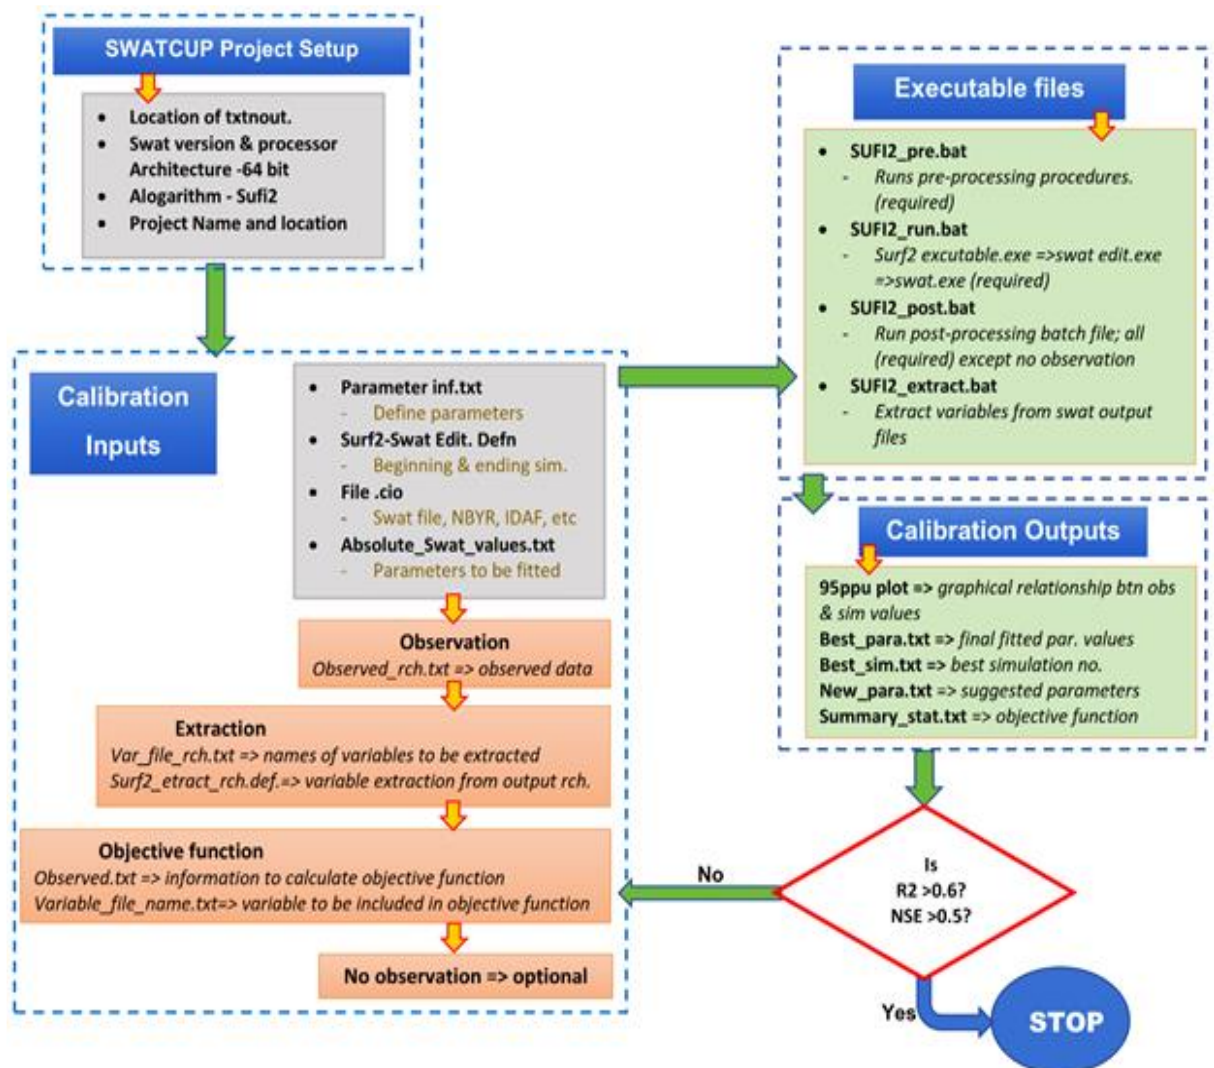 SWATCUP Project Setup
• Location of txtnout.
• Swat version & processor
Architecture -64 bit
• Alogarithm - Sufi2
• Project Name and location
Calibration
Inputs
• Parameter inf.txt
- Define parameters
• Surf2-Swat Edit. Defn
- Beginning & ending sim.
• File .cio
- Swat file, NBYR, IDAF, etc
• Absolute_Swat_values.txt
- Parameters to be fitted
Observation
Observed_rch.txt => observed data
Extraction
Var_file_rch.txt => names of variables to be extracted
Surf2_etract_rch.def.=> variable extraction from output rch.
Objective function
Observed.txt => information to calculate objective function
Variable_file_name.txt=> variable to be included in objective function
No observation => optional
Executable files
• SUFI2_pre.bat
- Runs pre-processing procedures.
(required)
• SUFI2_run.bat
- Surf2 excutable.exe =>swat edit.exe
=>swat.exe (required)
• SUFI2_post.bat
- Run post-processing batch file; all
(required) except no observation
• SUFI2_extract.bat
- Extract variables from swat output
files
Calibration Outputs
95ppu plot => graphical relationship btn obs
& sim values
Best_para.txt => final fitted par. values
Best_sim.txt => best simulation no.
New_para.txt => suggested parameters
Summary_stat.txt => objective function
Is
R2 >0.6?
NSE >0.5?
No
Yes
STOP